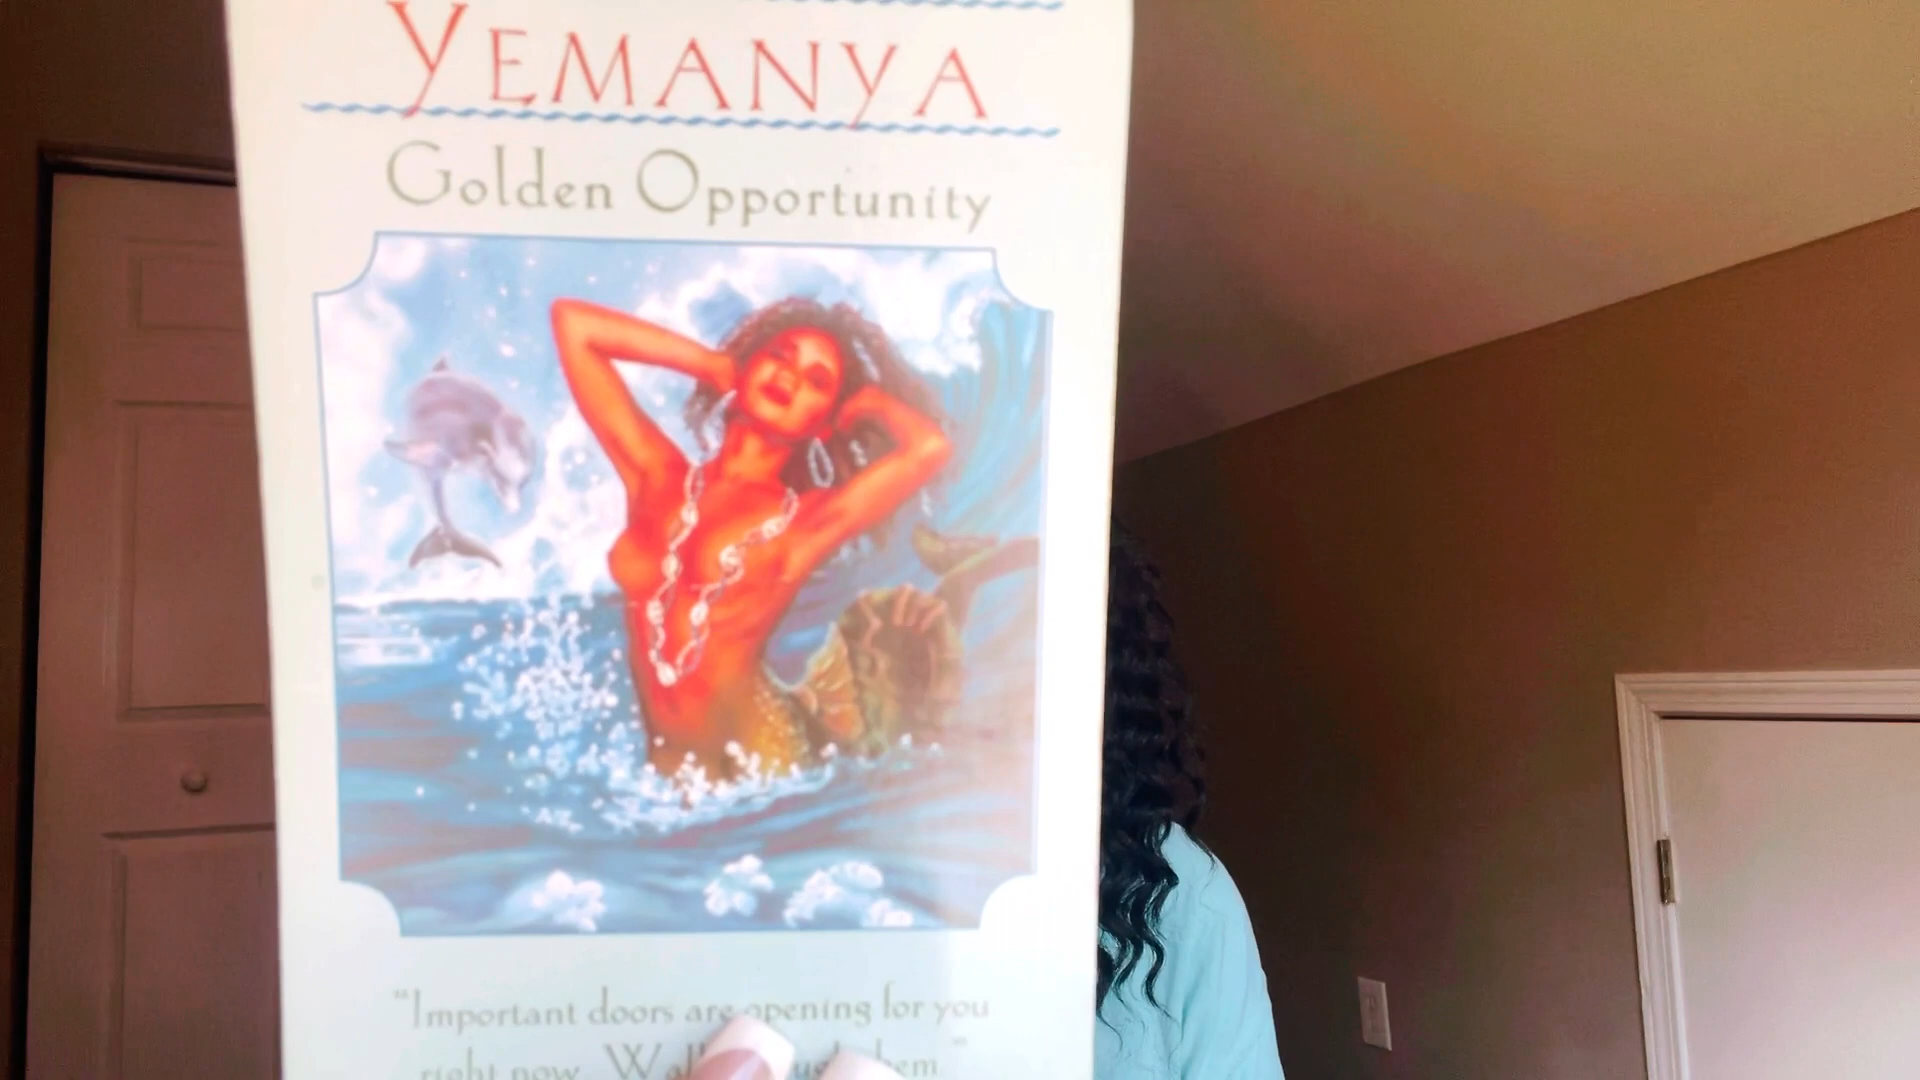 YEMANYA
Golden Opportunity
"Important doors are opening for you
right now.